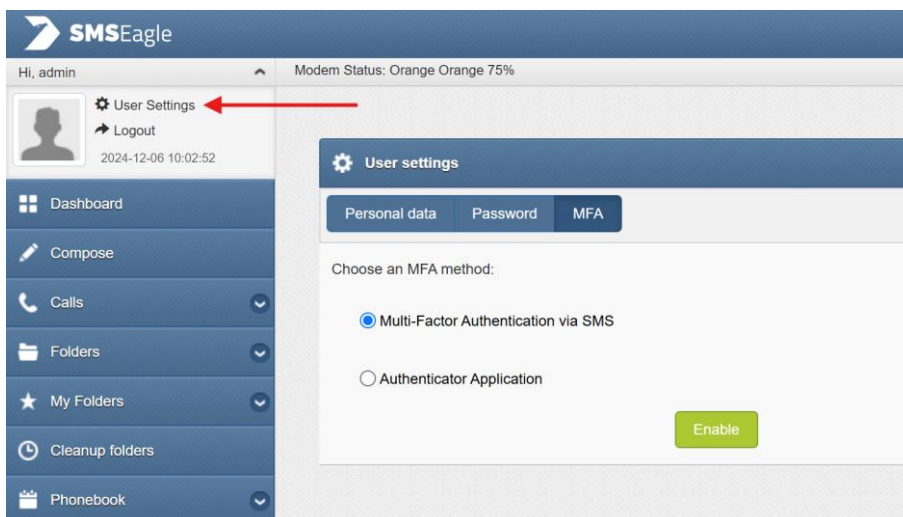 SMSEagle
Hi, admin
Modem Status: Orange Orange 75%
User Settings
Logout
2024-12-06 10:02:52
Dashboard
Compose
Calls
Folders
My Folders
Cleanup folders
Phonebook
User settings
Personal data Password MFA
Choose an MFA method:
Multi-Factor Authentication via SMS
Authenticator Application
Enable